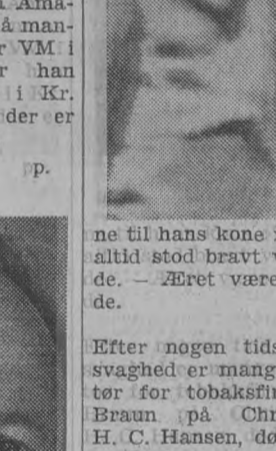 Ama-
å man-
r VM i
r han
i Kr.
der er
pp.
ne til hans kone
altid stod bravt v
de. — Æret være
de.
Efter nogen tids
svaghed er mang
tør for tobaksfir
Braun på Chr
H. C. Hansen, dø